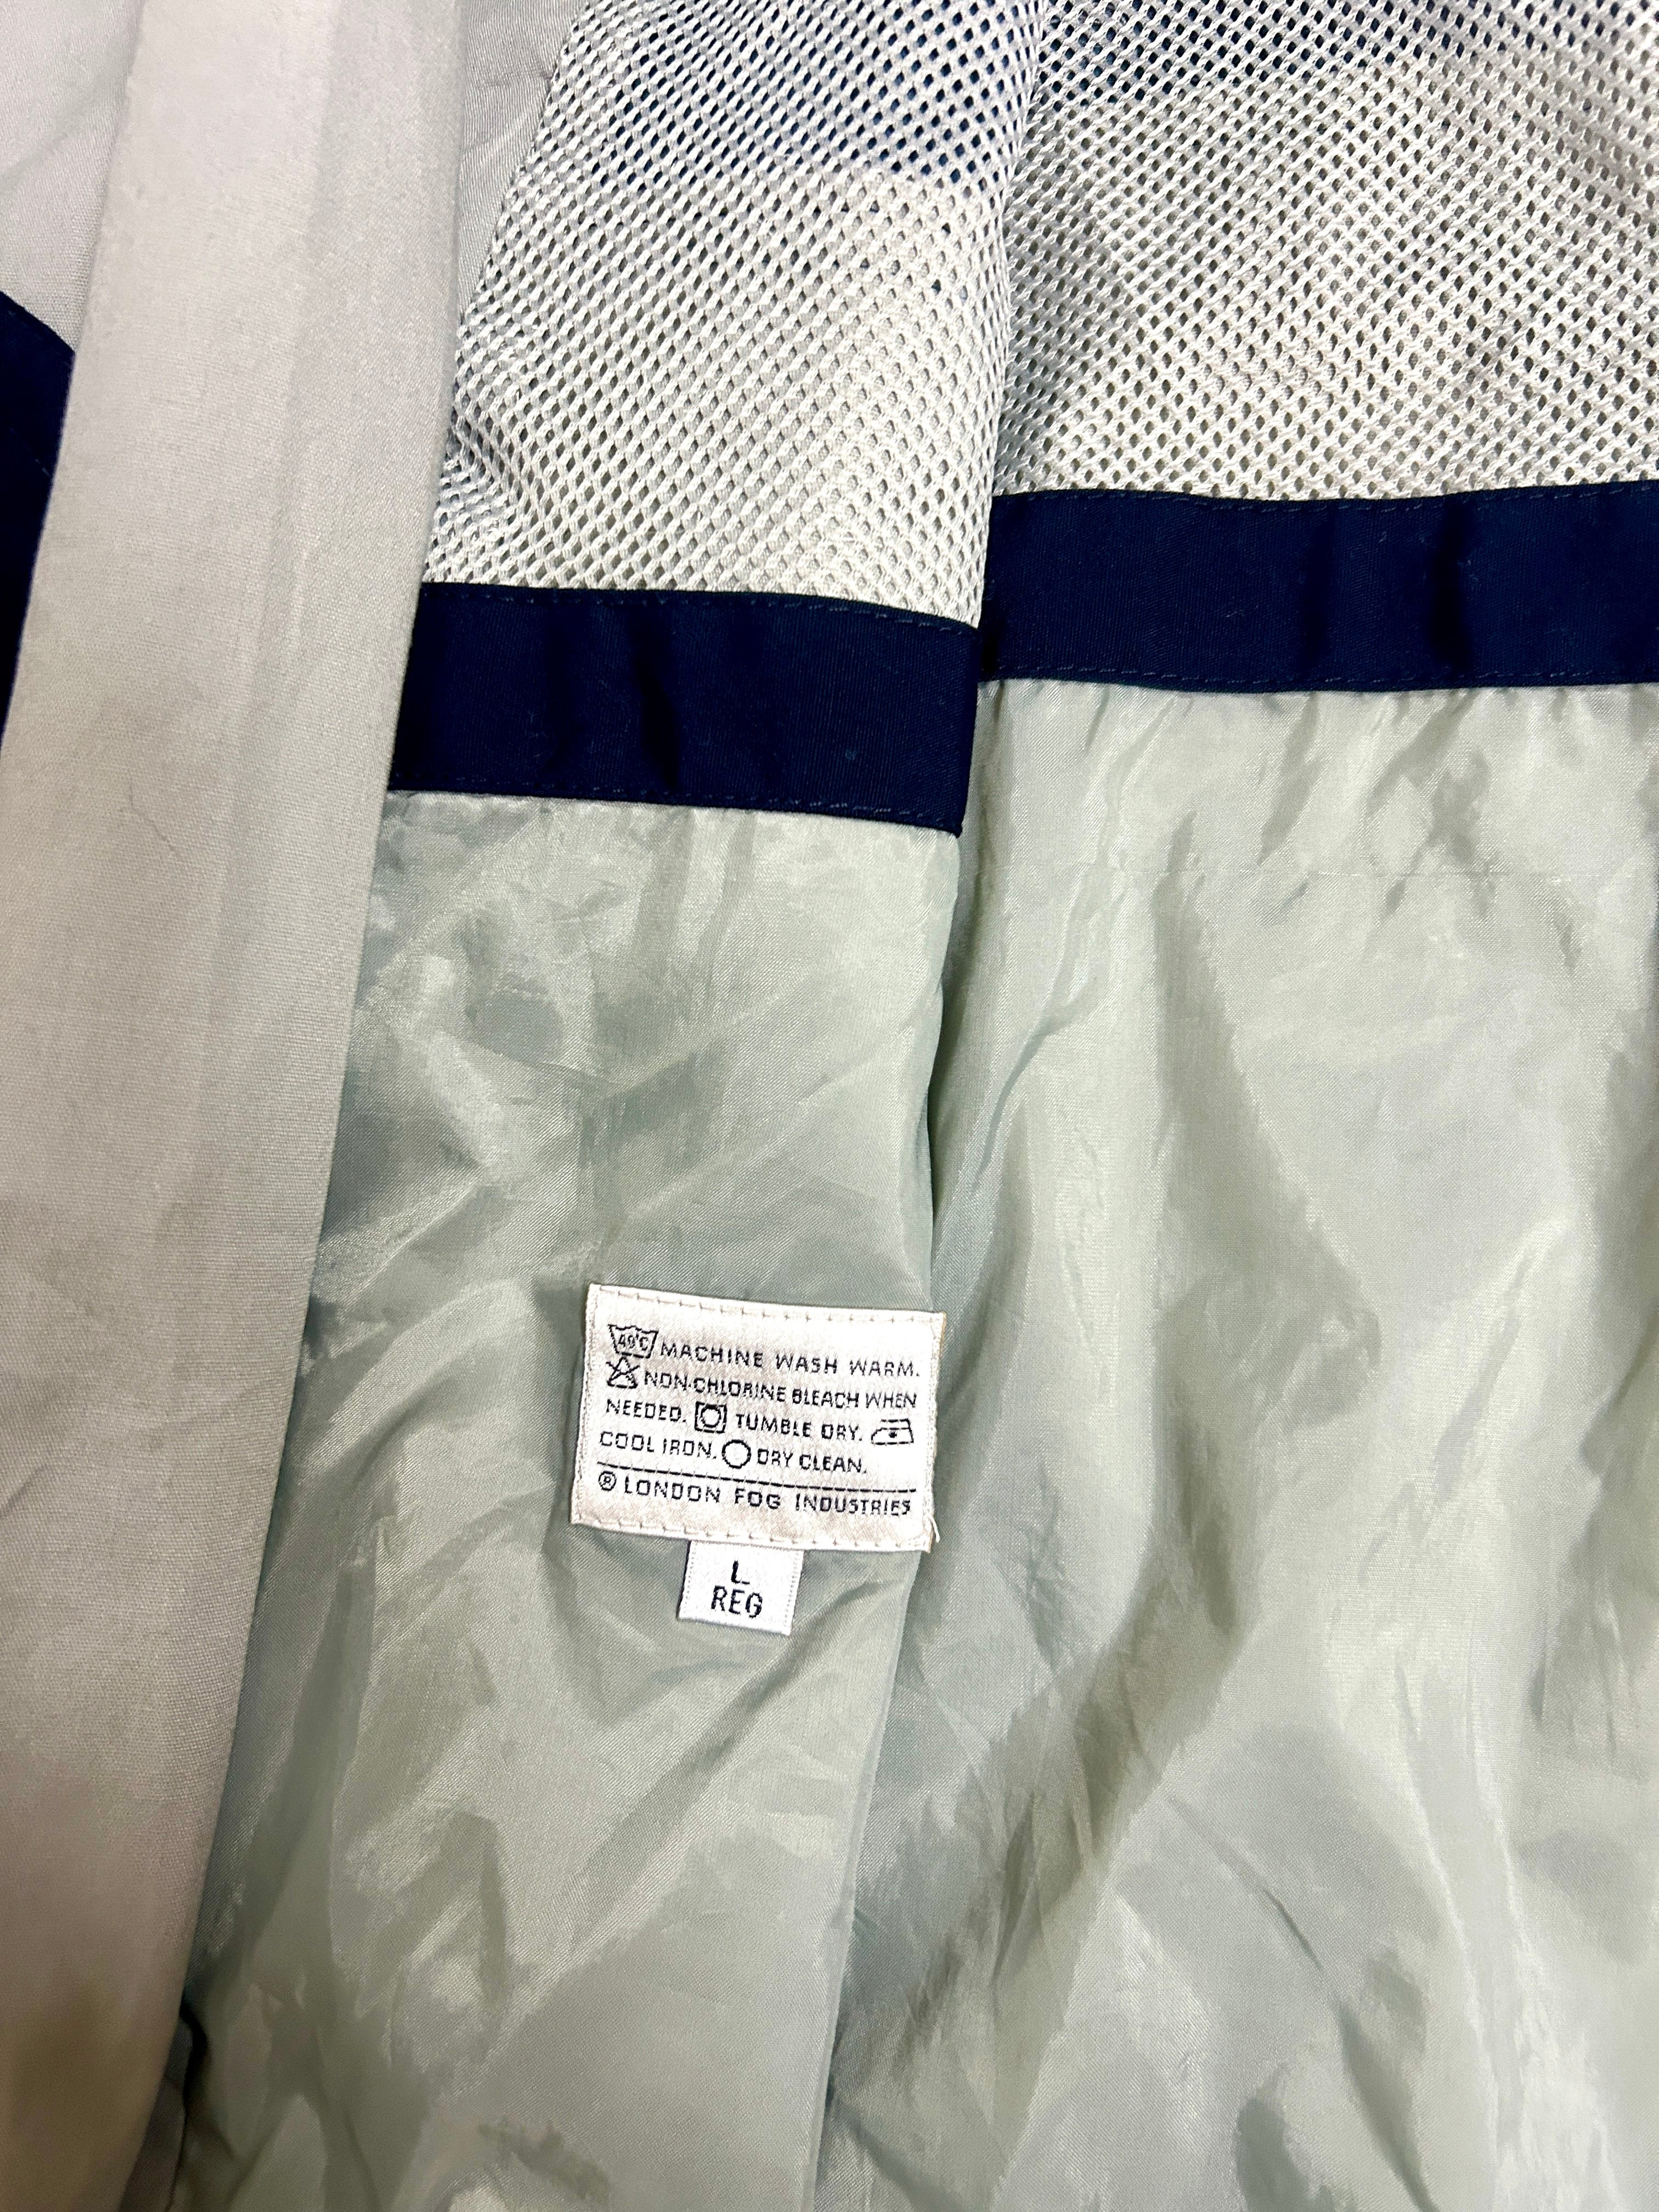 49°C MACHINE WASH WARM.
NON-CHLORINE BLEACH WHEN
NEEDED. TUMBLE DRY.
COOL IRON. DRY CLEAN.
® LONDON FOG INDUSTRIES
L
REG